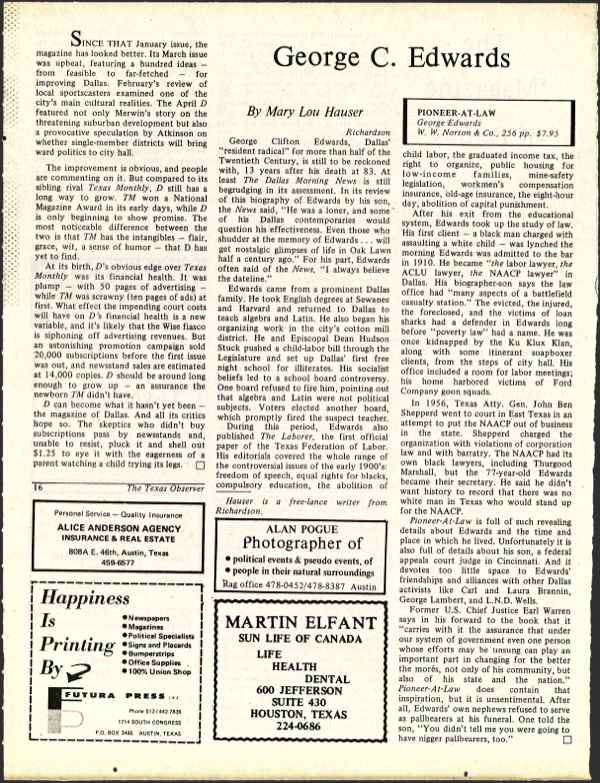 SINCE THAT January issue, the
magazine has looked better. Its March issue
was upbeat, featuring a hundred ideas —
from feasible to far-fetched — for
improving Dallas. February's review of
local sportscasters examined one of the
city's main cultural realities. The April D
featured not only Merwin's story on the
threatening suburban development but also
a provocative speculation by Atkinson on
whether single-member districts will bring
ward politics to city hall.
The improvement is obvious, and people
are commenting on it. But compared to its
sibling rival Texas Monthly, D still has a
long way to grow. TM won a National
Magazine Award in its early days, while D
is only beginning to show promise. The
most noticeable difference between the
two is that TM has the intangibles — flair,
grace, wit, a sense of humor — that D has
yet to find.
At its birth, D's obvious edge over Texas
Monthly was its financial health. It was
plump — with 50 pages of advertising —
while TM was scrawny (ten pages of ads) at
first. What effect the impending court costs
will have on D's financial health is a new
variable, and it's likely that the Wise fiasco
is siphoning off advertising revenues. But
an astonishing promotion campaign sold
20,000 subscriptions before the first issue
was out, and newsstand sales are estimated
at 14,000 copies. D should be around long
enough to grow up — an assurance the
newborn TM didn't have.
D can become what it hasn't yet been —
the magazine of Dallas. And all its critics
hope so. The skeptics who didn't buy
subscriptions pass by newsstands and,
unable to resist, pluck it and shell out
$1.25 to eye it with the eagerness of a
parent watching a child trying its legs. □
16 The Texas Observer
Personal Service — Quality Insurance
ALICE ANDERSON AGENCY
INSURANCE & REAL ESTATE
808A E. 46th, Austin, Texas
459-6577
Happiness
Is
Printing
By
● Newspapers
● Magazines
● Political Specialists
● Signs and Placards
● Bumperstrips
● Office Supplies
● 100% Union Shop
FUTURA PRESS
Phone 512/442-7836
1714 SOUTH CONGRESS
P.O. BOX 3485 AUSTIN, TEXAS
George C. Edwards
By Mary Lou Hauser
Richardson
George Clifton Edwards, Dallas'
"resident radical" for more than half of the
Twentieth Century, is still to be reckoned
with, 13 years after his death at 83. At
least The Dallas Morning News is still
begrudging in its assessment. In its review
of this biography of Edwards by his son,
the News said, "He was a loner, and some
of his Dallas contemporaries would
question his effectiveness. Even those who
shudder at the memory of Edwards . . . will
get nostalgic glimpses of life in Oak Lawn
half a century ago." For his part, Edwards
often said of the News, "I always believe
the dateline."
Edwards came from a prominent Dallas
family. He took English degrees at Sewanee
and Harvard and returned to Dallas to
teach algebra and Latin. He also began his
organizing work in the city's cotton mill
district. He and Episcopal Dean Hudson
Stuck pushed a child-labor bill through the
Legislature and set up Dallas' first free
night school for illiterates. His socialist
beliefs led to a school board controversy.
One board refused to fire him, pointing out
that algebra and Latin were not political
subjects. Voters elected another board,
which promptly fired the suspect teacher.
During this period, Edwards also
published The Laborer, the first official
paper of the Texas Federation of Labor.
His editorials covered the whole range of
the controversial issues of the early 1900's:
freedom of speech, equal rights for blacks,
compulsory education, the abolition of
Hauser is a free-lance writer from
Richardson.
ALAN POGUE
Photographer of
● political events & pseudo events, of
● people in their natural surroundings
Rag office 478-0452/478-8387 Austin
MARTIN ELFANT
SUN LIFE OF CANADA
LIFE
HEALTH
DENTAL
600 JEFFERSON
SUITE 430
HOUSTON, TEXAS
224-0686
PIONEER-AT-LAW
George Edwards
W. W. Norton & Co., 256 pp. $7.95
child labor, the graduated income tax, the
right to organize, public housing for
low-income families, mine-safety
legislation, workmen's compensation
insurance, old-age insurance, the eight-hour
day, abolition of capital punishment.
After his exit from the educational
system, Edwards took up the study of law.
His first client — a black man charged with
assaulting a white child — was lynched the
morning Edwards was admitted to the bar
in 1910. He became "the labor lawyer, the
ACLU lawyer, the NAACP lawyer" in
Dallas. His biographer-son says the law
office had "many aspects of a battlefield
casualty station." The evicted, the injured,
the foreclosed, and the victims of loan
sharks had a defender in Edwards long
before "poverty law" had a name. He was
once kidnapped by the Ku Klux Klan,
along with some itinerant soapboxer
clients, from the steps of city hall. His
office included a room for labor meetings;
his home harbored victims of Ford
Company goon squads.
In 1956, Texas Atty. Gen. John Ben
Shepperd went to court in East Texas in an
attempt to put the NAACP out of business
in the state. Shepperd charged the
organization with violations of corporation
law and with barratry. The NAACP had its
own black lawyers, including Thurgood
Marshall, but the 77-year-old Edwards
became their secretary. He said he didn't
want history to record that there was no
white man in Texas who would stand up
for the NAACP.
Pioneer-At-Law is full of such revealing
details about Edwards and the time and
place in which he lived. Unfortunately it is
also full of details about his son, a federal
appeals court judge in Cincinnati. And it
devotes too little space to Edwards'
friendships and alliances with other Dallas
activists like Carl and Laura Brannin,
George Lambert, and L.N.D. Wells.
Former U.S. Chief Justice Earl Warren
says in his forward to the book that it
"carries with it the assurance that under
our system of government even one person
whose efforts may be unsung can play an
important part in changing for the better
the morés, not only of his community, but
also of his state and the nation."
Pioneer-At-Law does contain that
inspiration, but it is unsentimental. After
all, Edwards' own nephews refused to serve
as pallbearers at his funeral. One told the
son, "You didn't tell me you were going to
have nigger pallbearers, too." □